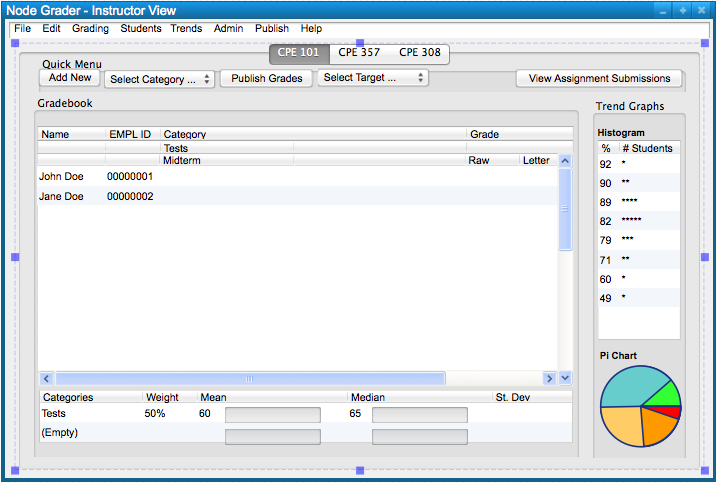 Node Grader - Instructor View
File Edit Grading Students Trends Admin Publish Help
CPE 101 CPE 357 CPE 308
Quick Menu
Add New Select Category ... Publish Grades Select Target ... View Assignment Submissions
Gradebook
Trend Graphs
Name EMPL ID Category Grade
Tests
Midterm Raw Letter
John Doe 00000001
Jane Doe 00000002
Histogram
% # Students
92 *
90 **
89 ****
82 *****
79 ***
71 **
60 *
49 *
Pi Chart
Categories Weight Mean Median St. Dev
Tests 50% 60 65
(Empty)